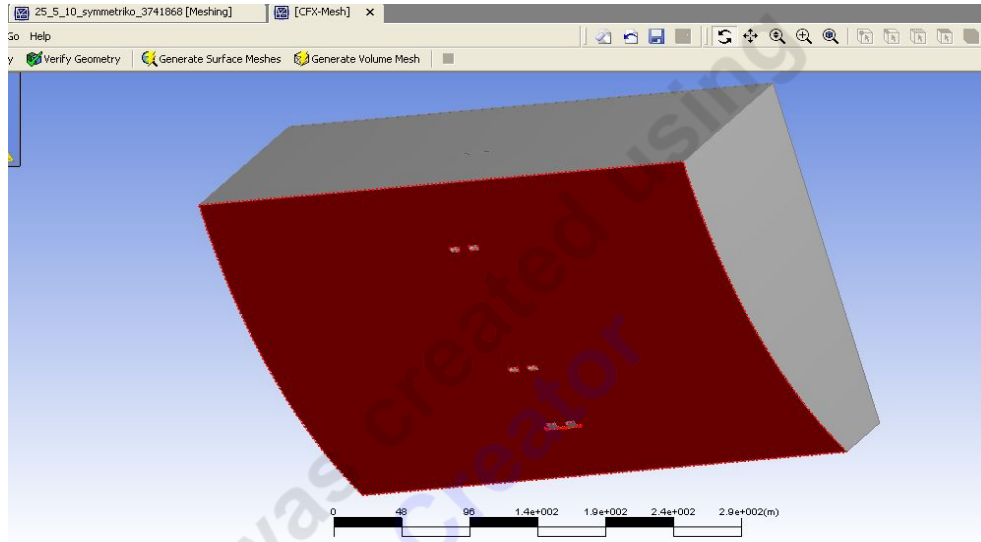 25_5_10_symmetriko_3741868 [Meshing] [CFX-Mesh]
Go Help
y Verify Geometry Generate Surface Meshes Generate Volume Mesh
was created using
Creator
0 48 96 1.4e+002 1.9e+002 2.4e+002 2.9e+002(m)